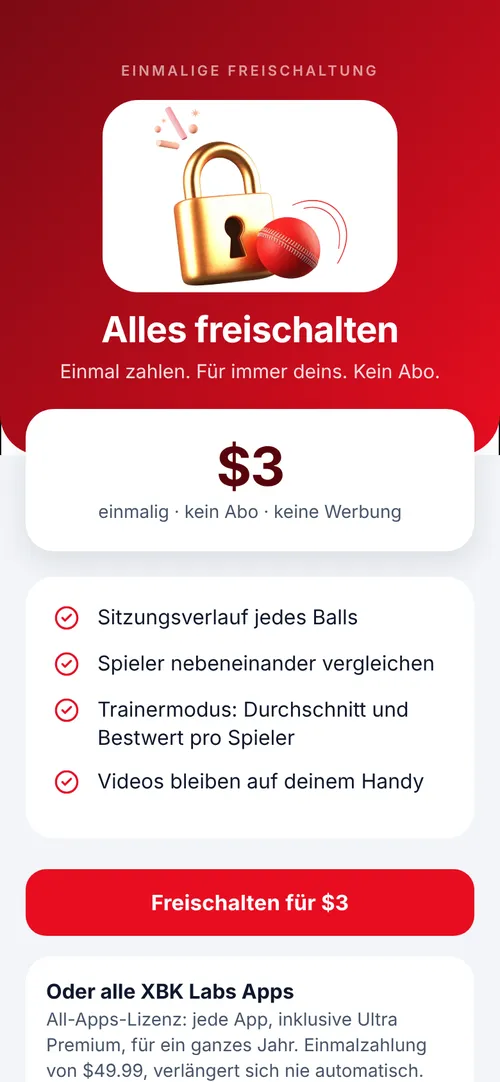 EINMALIGE FREISCHALTUNG
Alles freischalten
Einmal zahlen. Für immer deins. Kein Abo.
$3
einmalig · kein Abo · keine Werbung
Sitzungsverlauf jedes Balls
Spieler nebeneinander vergleichen
Trainermodus: Durchschnitt und
Bestwert pro Spieler
Videos bleiben auf deinem Handy
Freischalten für $3
Oder alle XBK Labs Apps
All-Apps-Lizenz: jede App, inklusive Ultra
Premium, für ein ganzes Jahr. Einmalzahlung
von $49.99, verlängert sich nie automatisch.